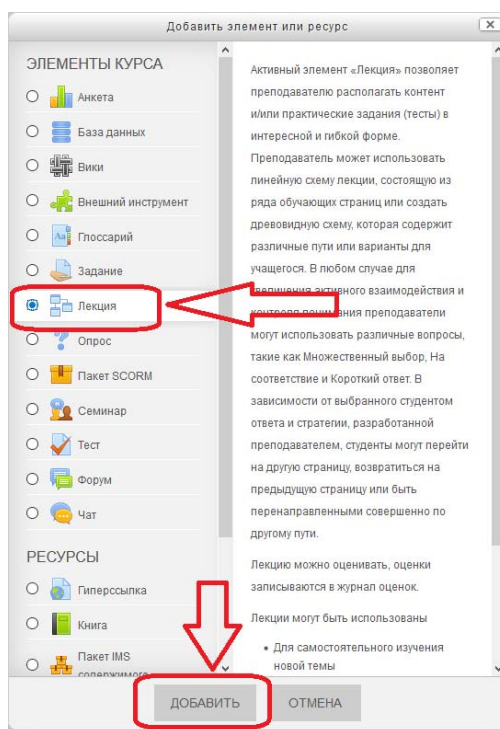 Добавить элемент или ресурс
ЭЛЕМЕНТЫ КУРСА
Анкета
База данных
Вики
Внешний инструмент
Глоссарий
Задание
Лекция
Опрос
Пакет SCORM
Семинар
Тест
Форум
Чат
РЕСУРСЫ
Гиперссылка
Книга
Пакет IMS
содержимого
Активный элемент «Лекция» позволяет
преподавателю располагать контент
и/или практические задания (тесты) в
интересной и гибкой форме.
Преподаватель может использовать
линейную схему лекции, состоящую из
ряда обучающих страниц или создать
древовидную схему, которая содержит
различные пути или варианты для
учащегося. В любом случае для
увеличения активного взаимодействия и
контроля понимания преподаватели
могут использовать различные вопросы,
такие как Множественный выбор, На
соответствие и Короткий ответ. В
зависимости от выбранного студентом
ответа и стратегии, разработанной
преподавателем, студенты могут перейти
на другую страницу, возвратиться на
предыдущую страницу или быть
перенаправленными совершенно по
другому пути.
Лекцию можно оценивать, оценки
записываются в журнал оценок.
Лекции могут быть использованы
• Для самостоятельного изучения
новой темы
ДОБАВИТЬ
ОТМЕНА